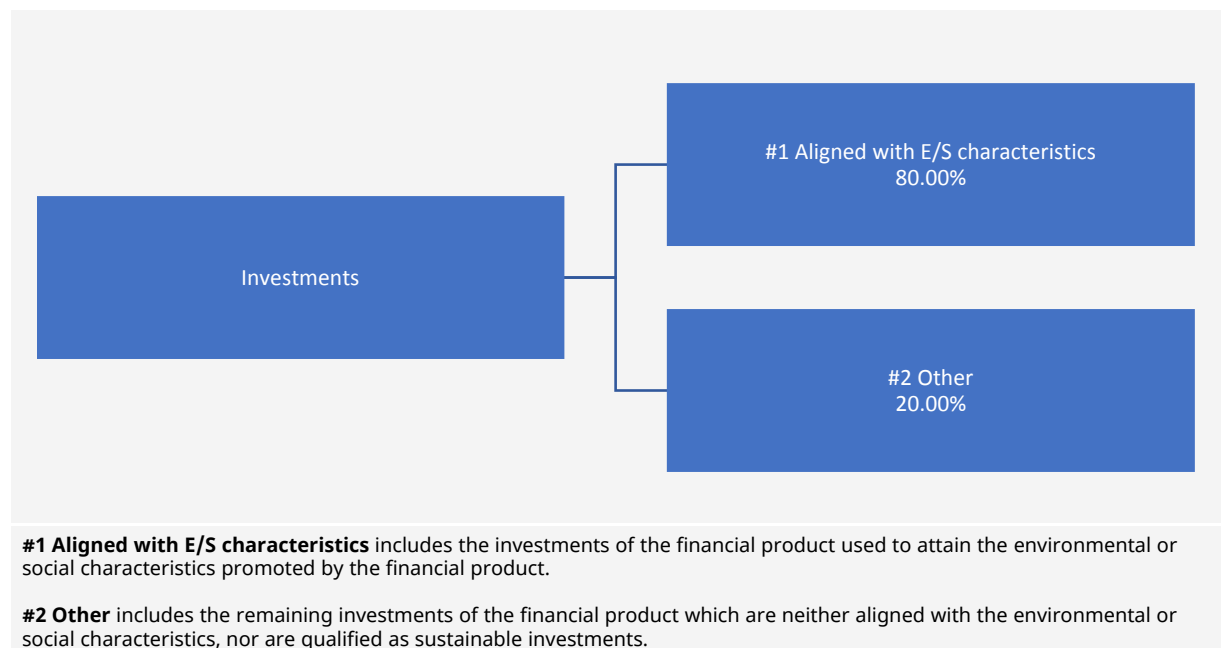 #1 Aligned with E/S characteristics
80.00%
Investments
#2 Other
20.00%
#1 Aligned with E/S characteristics includes the investments of the financial product used to attain the environmental or
social characteristics promoted by the financial product.
#2 Other includes the remaining investments of the financial product which are neither aligned with the environmental or
social characteristics, nor are qualified as sustainable investments.